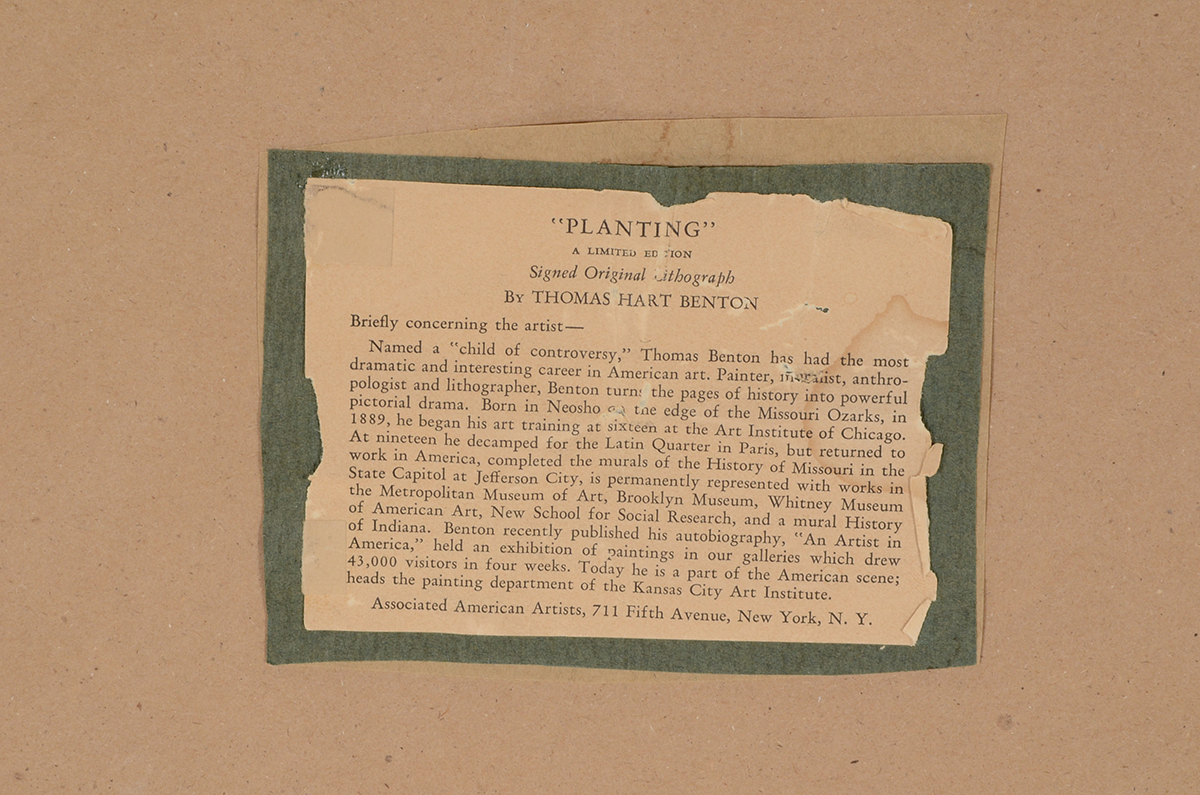 “PLANTING”
A LIMITED EDITION
Signed Original Lithograph
By THOMAS HART BENTON
Briefly concerning the artist—
Named a “child of controversy,” Thomas Benton has had the most
dramatic and interesting career in American art. Painter, muralist, anthro-
pologist and lithographer, Benton turns the pages of history into powerful
pictorial drama. Born in Neosho on the edge of the Missouri Ozarks, in
1889, he began his art training at sixteen at the Art Institute of Chicago.
At nineteen he decamped for the Latin Quarter in Paris, but returned to
work in America, completed the murals of the History of Missouri in the
State Capitol at Jefferson City, is permanently represented with works in
the Metropolitan Museum of Art, Brooklyn Museum, Whitney Museum
of American Art, New School for Social Research, and a mural History
of Indiana. Benton recently published his autobiography, “An Artist in
America,” held an exhibition of paintings in our galleries which drew
43,000 visitors in four weeks. Today he is a part of the American scene;
heads the painting department of the Kansas City Art Institute.
Associated American Artists, 711 Fifth Avenue, New York, N. Y.